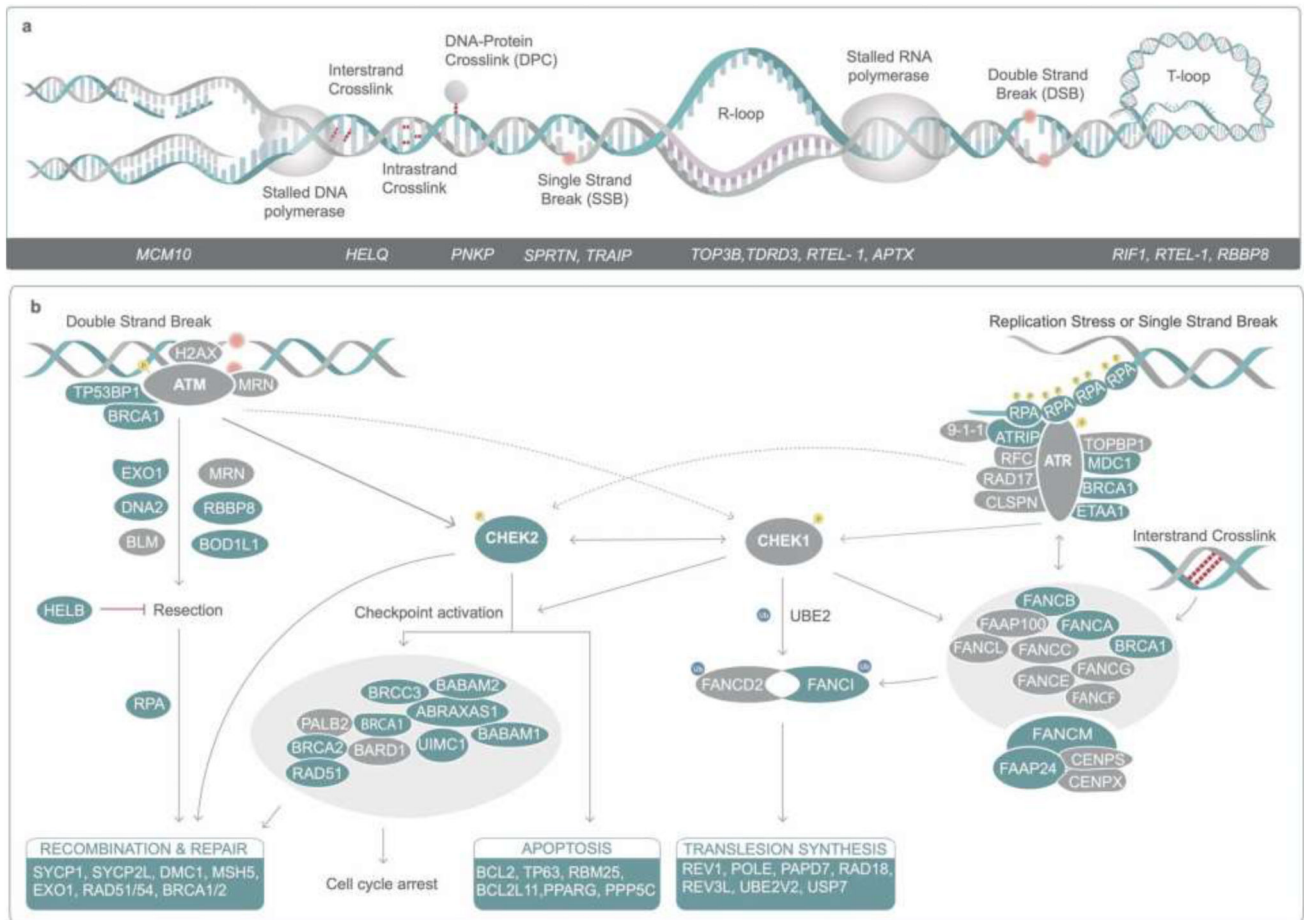 a
Interstrand
Crosslink
DNA-Protein
Crosslink (DPC)
Stalled RNA
polymerase
Double Strand
Break (DSB)
T-loop
R-loop
Stalled DNA
polymerase
Intrastrand
Crosslink
Single Strand
Break (SSB)
MCM10
HELQ
PNKP
SPRTN, TRAIP
TOP3B,TDRD3, RTEL- 1, APTX
RIF1, RTEL-1, RBBP8
b
Double Strand Break
H2AX
P
ATM
MRN
TP53BP1
BRCA1
EXO1
MRN
DNA2
RBBP8
BLM
BOD1L1
HELB
Resection
RPA
Replication Stress or Single Strand Break
P
P
P
P
P
P
P
P
RPA
RPA
RPA
RPA
P
9-1-1
ATRIP
RFC
RAD17
CLSPN
ATR
TOPBP1
MDC1
BRCA1
ETAA1
P
CHEK2
P
CHEK1
Interstrand Crosslink
Checkpoint activation
Ub
UBE2
FANCB
FAAP100
FANCA
FANCL
FANCC
BRCA1
FANCG
FANCE
FANCF
FANCM
FAAP24
CENPS
CENPX
Ub
FANCD2
FANCI
Ub
BRCC3
BABAM2
ABRAXAS1
PALB2
BRCA1
BABAM1
BRCA2
BARD1
UIMC1
RAD51
RECOMBINATION & REPAIR
SYCP1, SYCP2L, DMC1, MSH5,
EXO1, RAD51/54, BRCA1/2
Cell cycle arrest
APOPTOSIS
BCL2, TP63, RBM25,
BCL2L11,PPARG, PPP5C
TRANSLESION SYNTHESIS
REV1, POLE, PAPD7, RAD18,
REV3L, UBE2V2, USP7